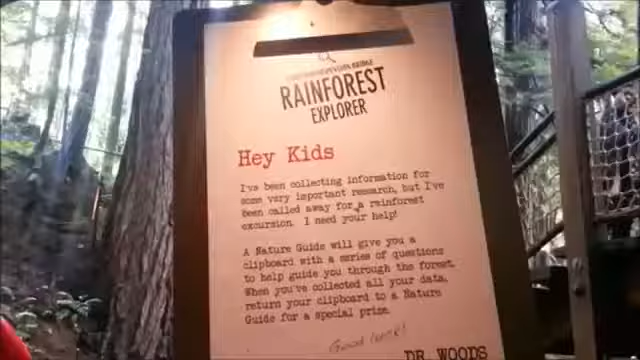 SUSPENSION BRIDGE
RAINFOREST
EXPLORER
Hey Kids
I've been collecting information for
some very important research, but I've
been called away for a rainforest
excursion. I need your help!
A Nature Guide will give you a
clipboard with a series of questions
to help guide you through the forest.
When you've collected all your data,
return your clipboard to a Nature
Guide for a special prize.
Good luck!
DR WOODS